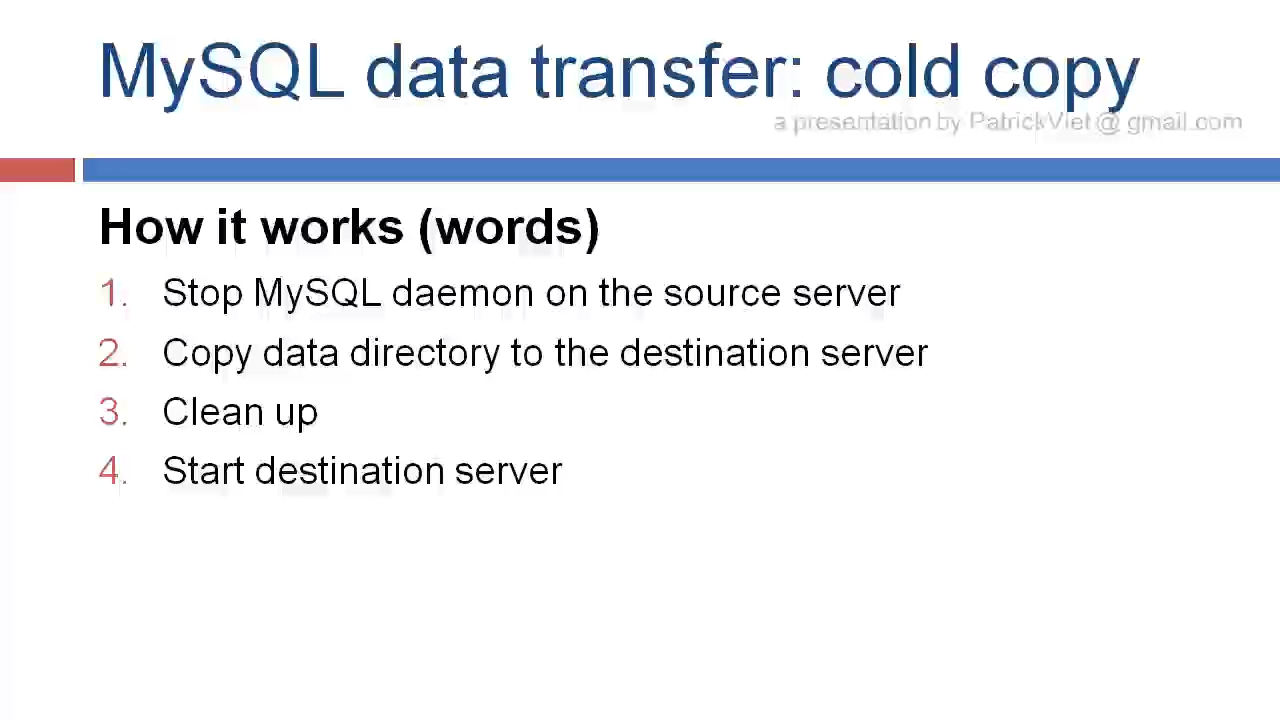 MySQL data transfer: cold copy
a presentation by PatrickViet @ gmail.com
How it works (words)
1. Stop MySQL daemon on the source server
2. Copy data directory to the destination server
3. Clean up
4. Start destination server